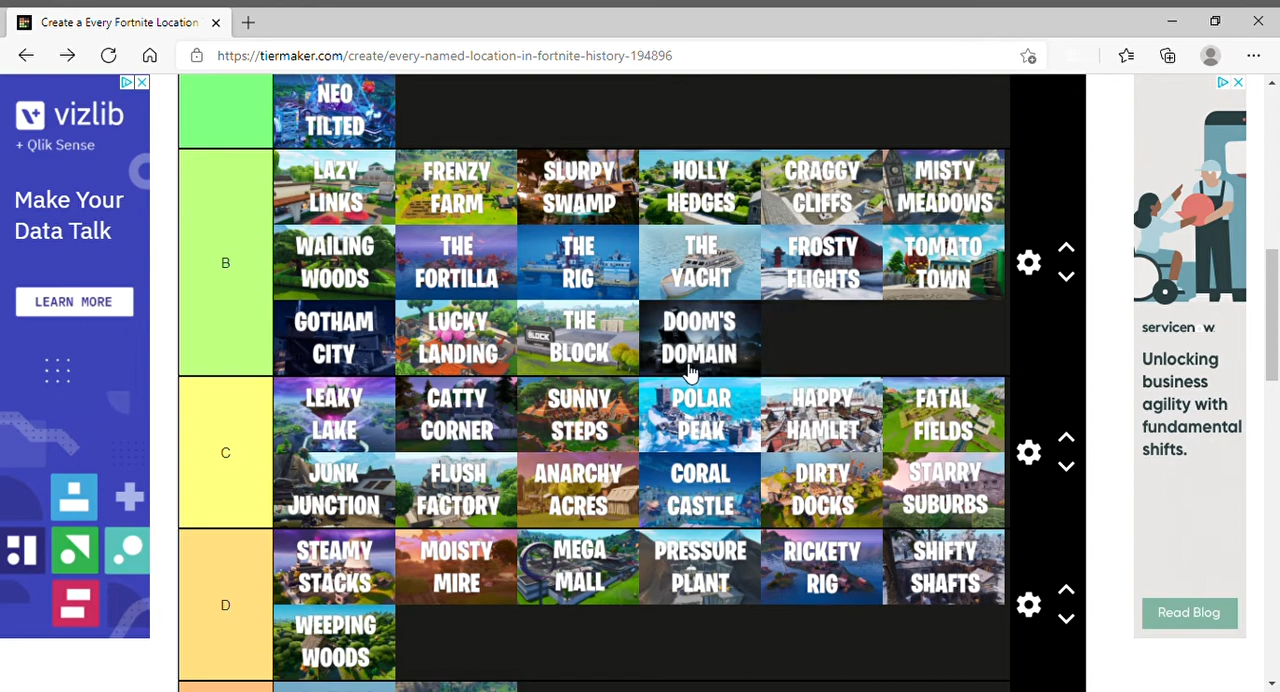 Create a Every Fortnite Location
https://tiermaker.com/create/every-named-location-in-fortnite-history-194896
vizlib
+ Qlik Sense
Make Your
Data Talk
LEARN MORE
NEO
TILTED
B
LAZY
LINKS
FRENZY
FARM
SLURPY
SWAMP
HOLLY
HEDGES
CRAGGY
CLIFFS
MISTY
MEADOWS
WAILING
WOODS
THE
FORTILLA
THE
RIG
THE
YACHT
FROSTY
FLIGHTS
TOMATO
TOWN
GOTHAM
CITY
LUCKY
LANDING
THE
BLOCK
DOOM'S
DOMAIN
C
LEAKY
LAKE
CATTY
CORNER
SUNNY
STEPS
POLAR
PEAK
HAPPY
HAMLET
FATAL
FIELDS
JUNK
JUNCTION
FLUSH
FACTORY
ANARCHY
ACRES
CORAL
CASTLE
DIRTY
DOCKS
STARRY
SUBURBS
D
STEAMY
STACKS
MOISTY
MIRE
MEGA
MALL
PRESSURE
PLANT
RICKETY
RIG
SHIFTY
SHAFTS
WEEPING
WOODS
servicenow.
Unlocking
business
agility with
fundamental
shifts.
Read Blog